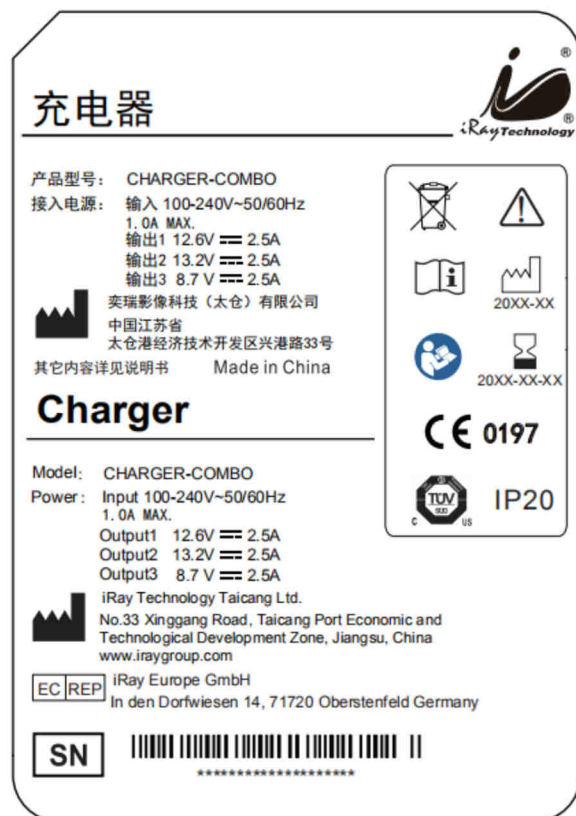 充电器
iRayTechnology
®
®
产品型号： CHARGER-COMBO
接入电源： 输入 100-240V~50/60Hz
1.0A MAX.
输出1 12.6V ⎓ 2.5A
输出2 13.2V ⎓ 2.5A
输出3 8.7 V ⎓ 2.5A
奕瑞影像科技（太仓）有限公司
中国江苏省
太仓港经济技术开发区兴港路33号
其它内容详见说明书 Made in China
20XX-XX
20XX-XX-XX
CE 0197
TÜV
SÜD
C US
IP20
Charger
Model: CHARGER-COMBO
Power: Input 100-240V~50/60Hz
1.0A MAX.
Output1 12.6V ⎓ 2.5A
Output2 13.2V ⎓ 2.5A
Output3 8.7 V ⎓ 2.5A
iRay Technology Taicang Ltd.
No.33 Xinggang Road, Taicang Port Economic and
Technological Development Zone, Jiangsu, China
www.iraygroup.com
EC REP iRay Europe GmbH
In den Dorfwiesen 14, 71720 Oberstenfeld Germany
SN
********************